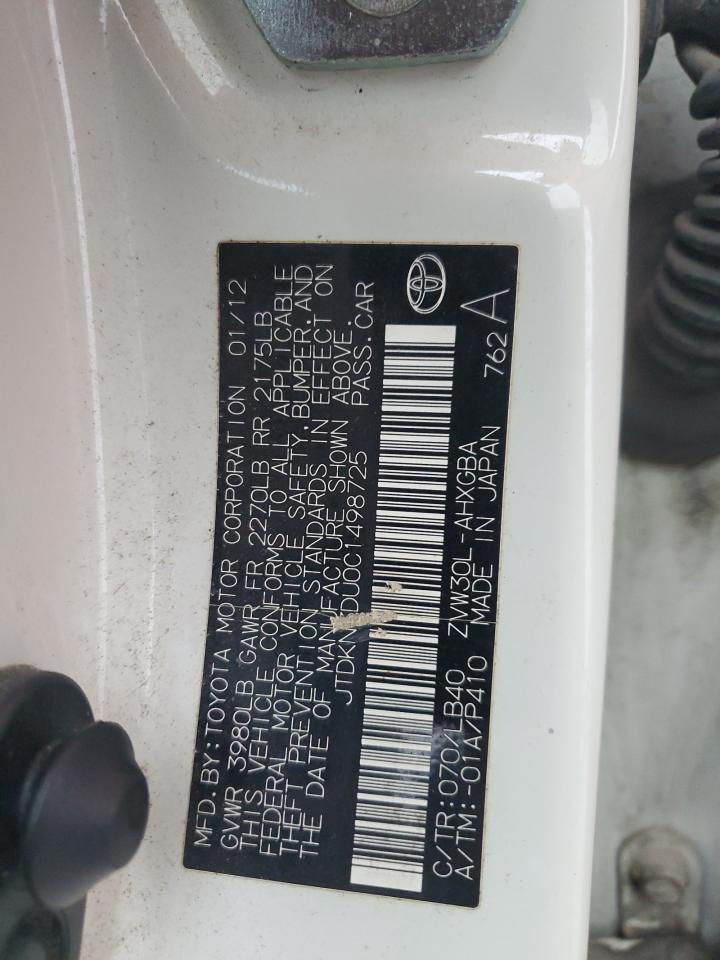 MFD. BY: TOYOTA MOTOR CORPORATION 01/12
GVWR 3980LB GAWR FR 2270LB RR 2175LB
THIS VEHICLE CONFORMS TO ALL APPLICABLE
FEDERAL MOTOR VEHICLE SAFETY, BUMPER, AND
THEFT PREVENTION STANDARDS IN EFFECT ON
THE DATE OF MANUFACTURE SHOWN ABOVE.
PASS. CAR
C/TR: 070/LB40 ZVW30L-AHXGBA
A/TM: -01A/P410 MADE IN JAPAN 762 A